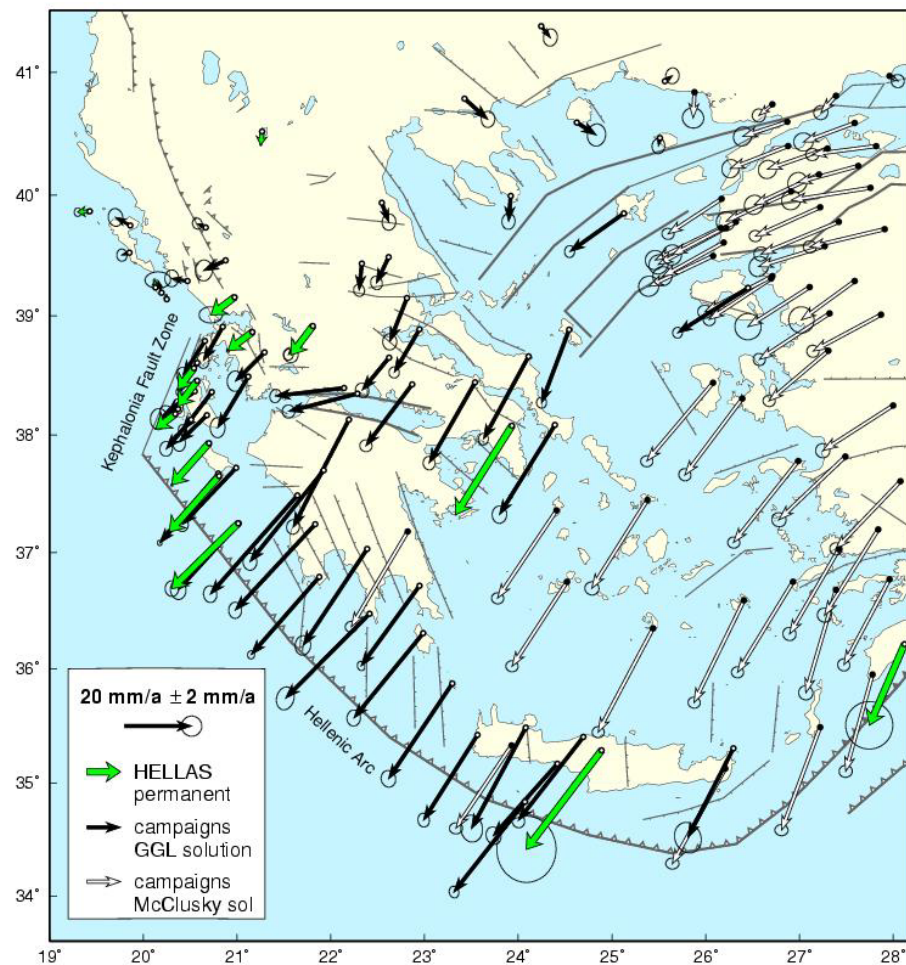 41°
40°
39°
38°
37°
36°
35°
34°
Kephalonia Fault Zone
Hellenic Arc
20 mm/a ± 2 mm/a
HELLAS
permanent
campaigns
GGL solution
campaigns
McClusky sol
19° 20° 21° 22° 23° 24° 25° 26° 27° 28°